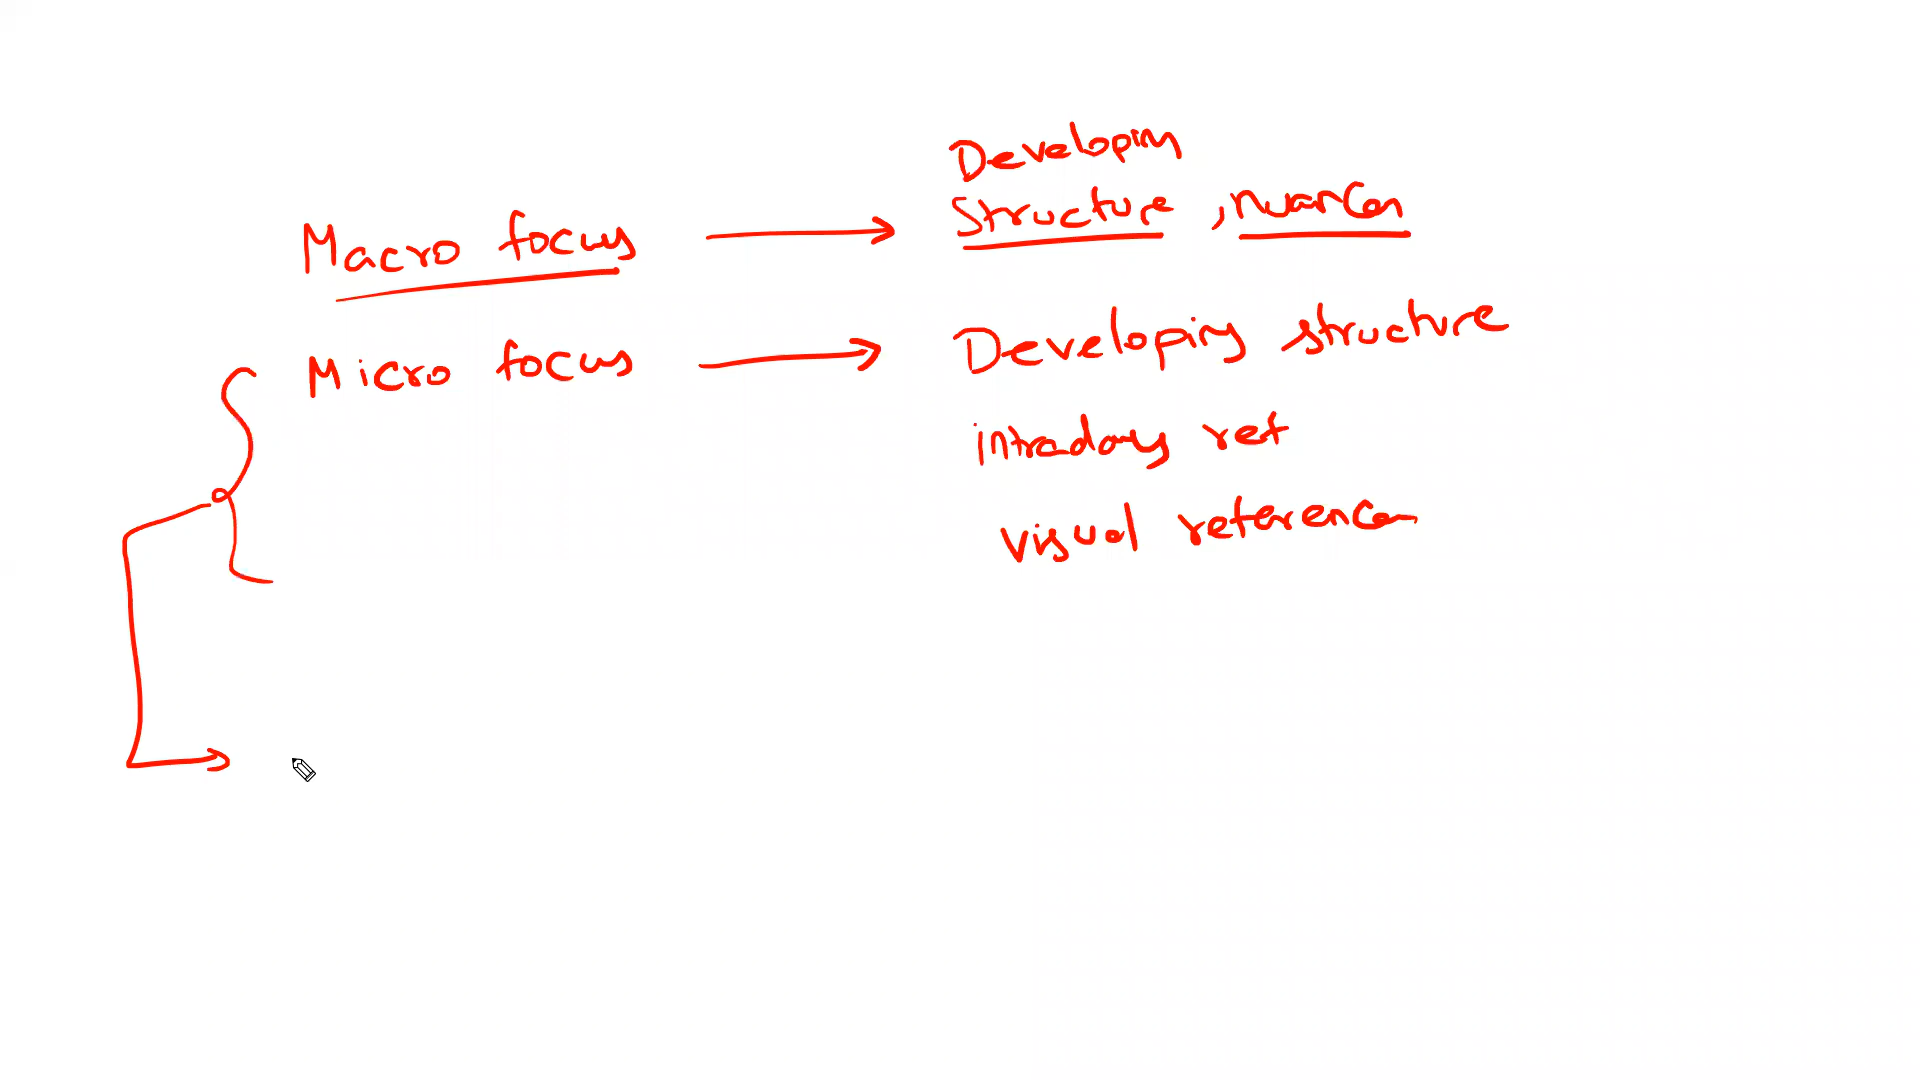 Developing
Macro focus → structure, nuances
Micro focus → Developing structure
intraday ref
visual references